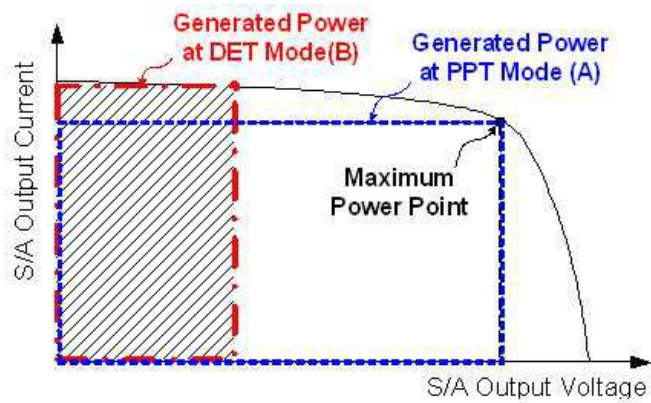 Generated Power
at DET Mode(B)
Generated Power
at PPT Mode (A)
Maximum
Power Point
S/A Output Current
S/A Output Voltage